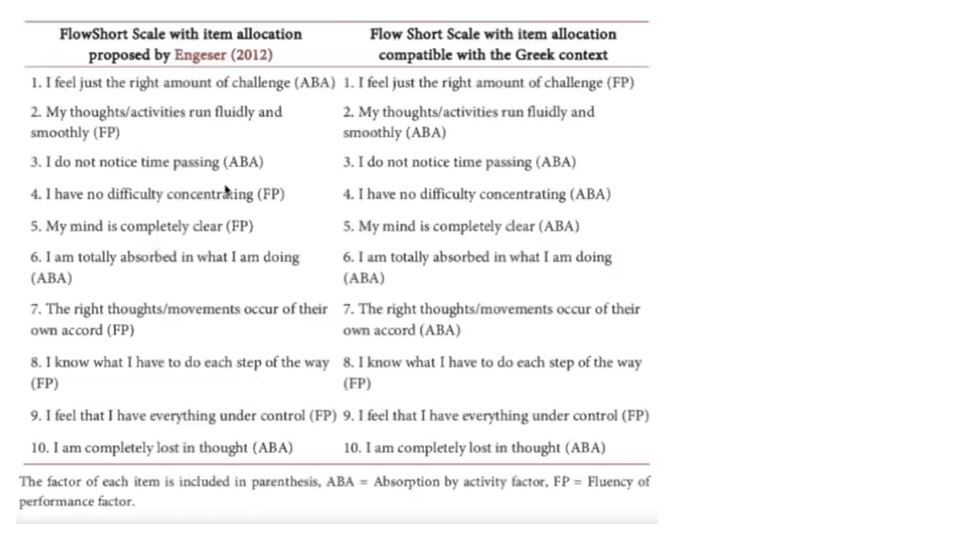 FlowShort Scale with item allocation
proposed by Engeser (2012)
Flow Short Scale with item allocation
compatible with the Greek context
1. I feel just the right amount of challenge (ABA)
1. I feel just the right amount of challenge (FP)
2. My thoughts/activities run fluidly and
smoothly (FP)
2. My thoughts/activities run fluidly and
smoothly (ABA)
3. I do not notice time passing (ABA)
3. I do not notice time passing (ABA)
4. I have no difficulty concentrating (FP)
4. I have no difficulty concentrating (ABA)
5. My mind is completely clear (FP)
5. My mind is completely clear (ABA)
6. I am totally absorbed in what I am doing
(ABA)
6. I am totally absorbed in what I am doing
(ABA)
7. The right thoughts/movements occur of their
own accord (FP)
7. The right thoughts/movements occur of their
own accord (ABA)
8. I know what I have to do each step of the way
(FP)
8. I know what I have to do each step of the way
(FP)
9. I feel that I have everything under control (FP)
9. I feel that I have everything under control (FP)
10. I am completely lost in thought (ABA)
10. I am completely lost in thought (ABA)
The factor of each item is included in parenthesis, ABA = Absorption by activity factor, FP = Fluency of
performance factor.